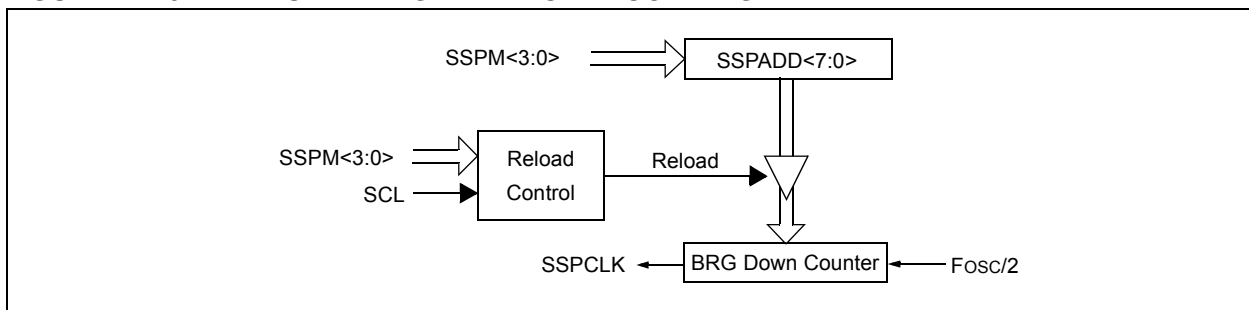 SSPM<3:0>
SSPADD<7:0>
SSPM<3:0>
SCL
Reload
Control
Reload
SSPCLK
BRG Down Counter
FOSC/2